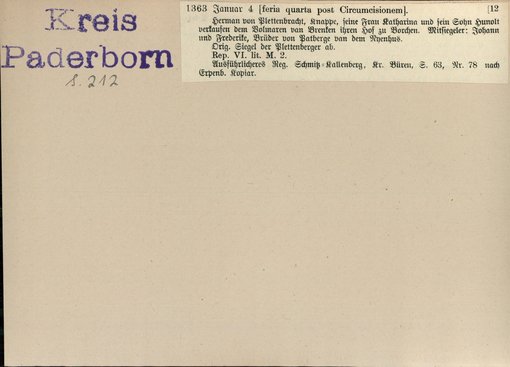 Kreis
Paderborn
S. 212
1363 Januar 4 [feria quarta post Circumcisionem]. [12
Herman von Plettenbracht, Knappe, seine Frau Katharina und sein Sohn Hunolt
verkaufen dem Volmaren van Brenken ihren Hof zu Borchen. Mitsiegeler: Johann
und Frederike, Brüder von Patberge van dem Nyenhus.
Orig. Siegel der Plettenberger ab.
Rep. VI. lit. M. 2.
Ausführlicheres Reg. Schmitz-Kallenberg, Kr. Büren, S. 63, Nr. 78 nach
Erpenb. Kopiar.